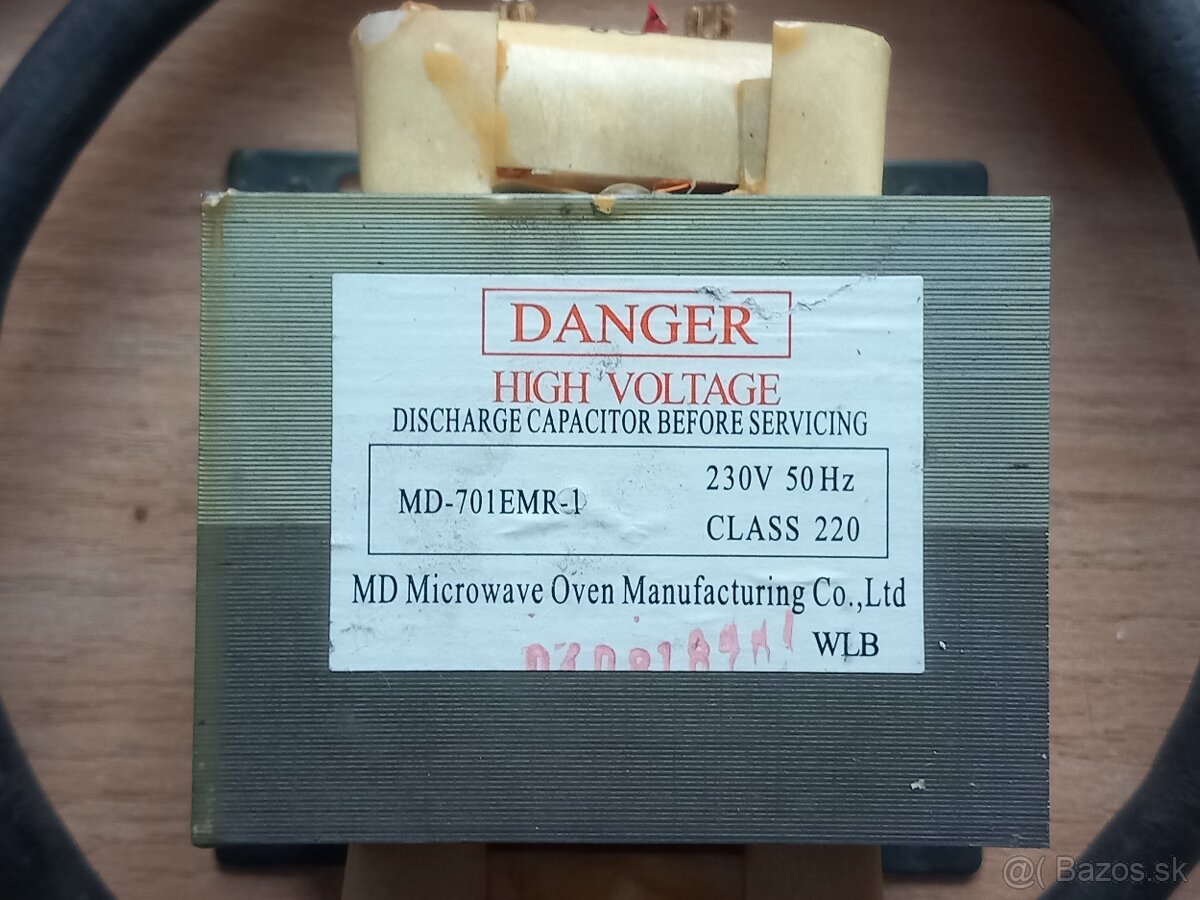 DANGER
HIGH VOLTAGE
DISCHARGE CAPACITOR BEFORE SERVICING
MD-701EMR-1
230V 50Hz
CLASS 220
MD Microwave Oven Manufacturing Co.,Ltd
WLB
@( Bazos.sk